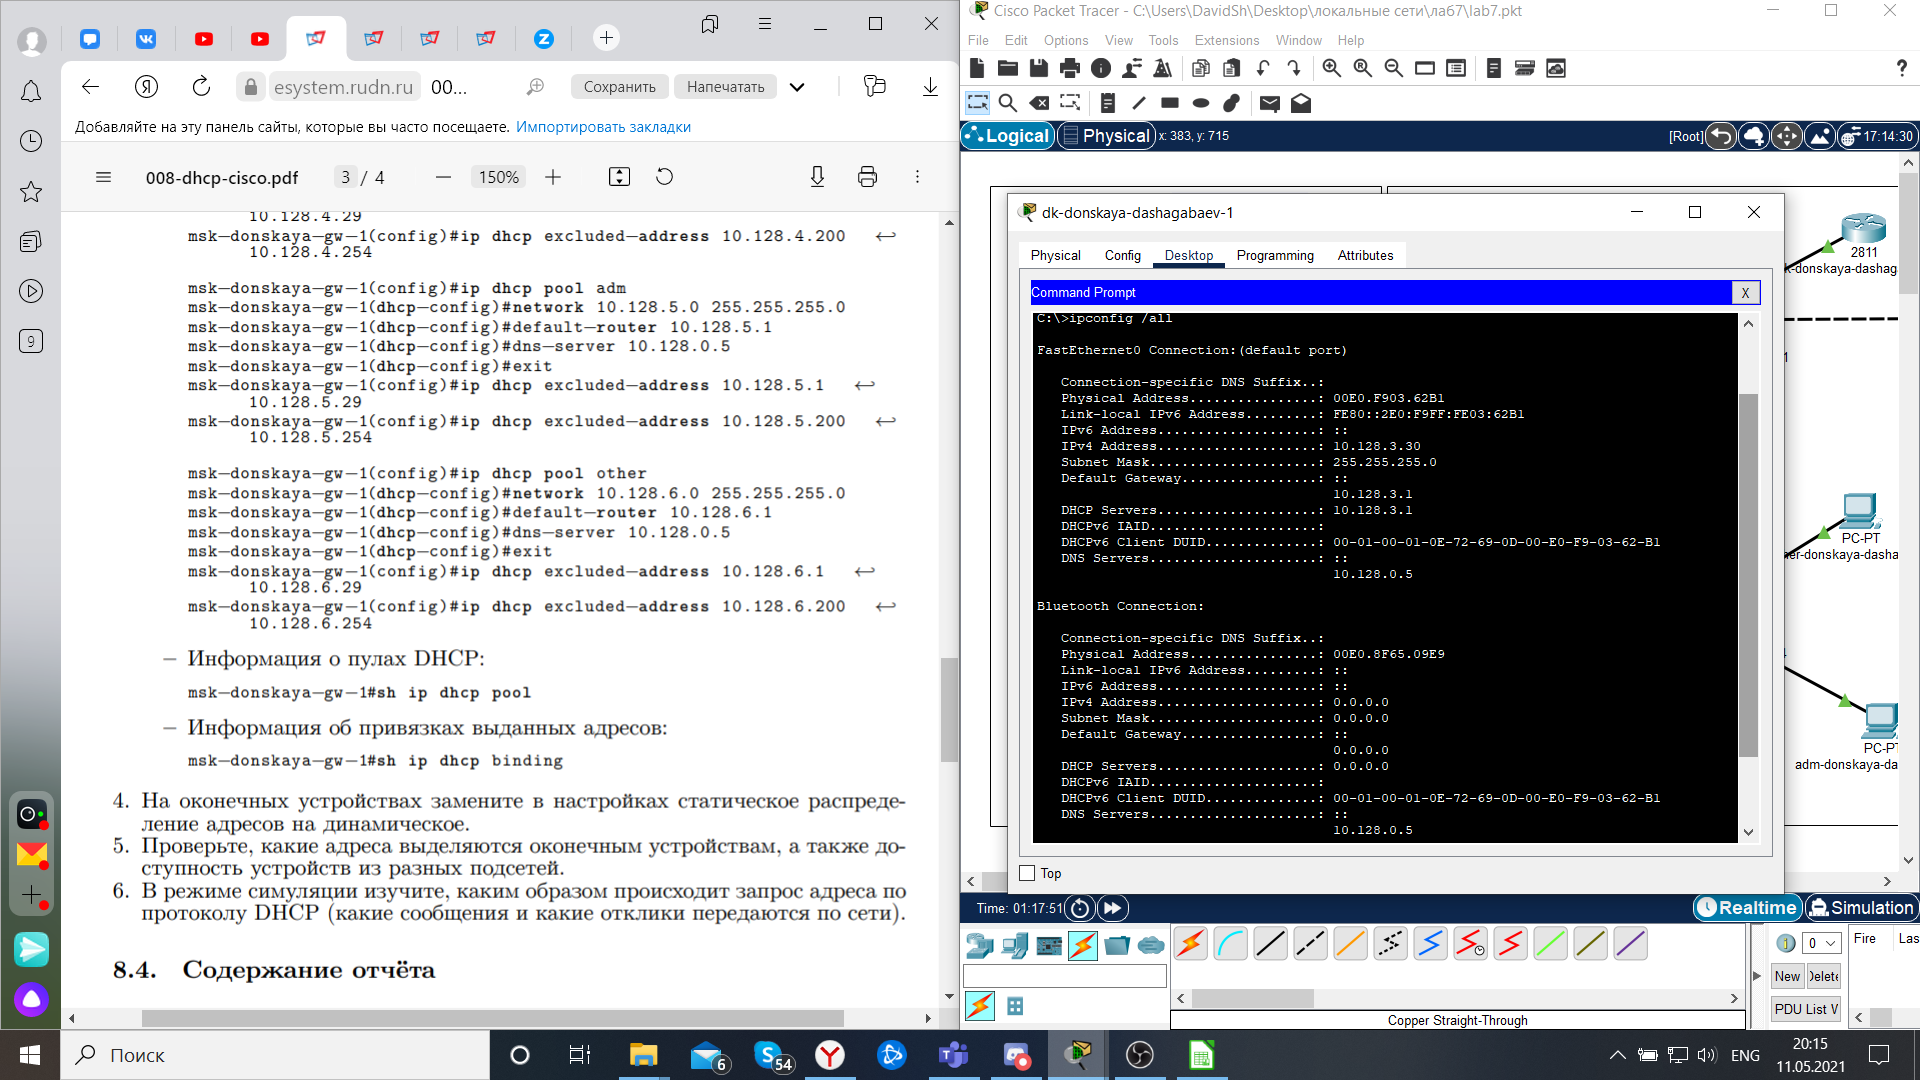 esystem.rudn.ru
00...
Сохранить
Напечатать
Добавляйте на эту панель сайты, которые вы часто посещаете. Импортировать закладки
008-dhcp-cisco.pdf
3 / 4
150%
9
10.128.4.29
msk—donskaya—gw—1(config)#ip dhcp excluded—address 10.128.4.200 ↩
10.128.4.254
msk—donskaya—gw—1(config)#ip dhcp pool adm
msk—donskaya—gw—1(dhcp—config)#network 10.128.5.0 255.255.255.0
msk—donskaya—gw—1(dhcp—config)#default—router 10.128.5.1
msk—donskaya—gw—1(dhcp—config)#dns—server 10.128.0.5
msk—donskaya—gw—1(dhcp—config)#exit
msk—donskaya—gw—1(config)#ip dhcp excluded—address 10.128.5.1 ↩
10.128.5.29
msk—donskaya—gw—1(config)#ip dhcp excluded—address 10.128.5.200 ↩
10.128.5.254
msk—donskaya—gw—1(config)#ip dhcp pool other
msk—donskaya—gw—1(dhcp—config)#network 10.128.6.0 255.255.255.0
msk—donskaya—gw—1(dhcp—config)#default—router 10.128.6.1
msk—donskaya—gw—1(dhcp—config)#dns—server 10.128.0.5
msk—donskaya—gw—1(dhcp—config)#exit
msk—donskaya—gw—1(config)#ip dhcp excluded—address 10.128.6.1 ↩
10.128.6.29
msk—donskaya—gw—1(config)#ip dhcp excluded—address 10.128.6.200 ↩
10.128.6.254
– Информация о пулах DHCP:
msk—donskaya—gw—1#sh ip dhcp pool
– Информация об привязках выданных адресов:
msk—donskaya—gw—1#sh ip dhcp binding
4. На оконечных устройствах замените в настройках статическое распреде-
ление адресов на динамическое.
5. Проверьте, какие адреса выделяются оконечным устройствам, а также до-
ступность устройств из разных подсетей.
6. В режиме симуляции изучите, каким образом происходит запрос адреса по
протоколу DHCP (какие сообщения и какие отклики передаются по сети).
8.4. Содержание отчёта
Cisco Packet Tracer - C:\Users\DavidSh\Desktop\локальные сети\ла67\lab7.pkt
File Edit Options View Tools Extensions Window Help
Logical
Physical
x: 383, y: 715
[Root]
17:14:30
2811
k-donskaya-dashag
PC-PT
er-donskaya-dasha
PC-PT
adm-donskaya-da
dk-donskaya-dashagabaev-1
Physical Config Desktop Programming Attributes
Command Prompt
X
C:\>ipconfig /all
FastEthernet0 Connection:(default port)
Connection-specific DNS Suffix..:
Physical Address................: 00E0.F903.62B1
Link-local IPv6 Address.........: FE80::2E0:F9FF:FE03:62B1
IPv6 Address....................: ::
IPv4 Address....................: 10.128.3.30
Subnet Mask.....................: 255.255.255.0
Default Gateway.................: ::
10.128.3.1
DHCP Servers....................: 10.128.3.1
DHCPv6 IAID.....................:
DHCPv6 Client DUID..............: 00-01-00-01-0E-72-69-0D-00-E0-F9-03-62-B1
DNS Servers.....................: ::
10.128.0.5
Bluetooth Connection:
Connection-specific DNS Suffix..:
Physical Address................: 00E0.8F65.09E9
Link-local IPv6 Address.........: ::
IPv6 Address....................: ::
IPv4 Address....................: 0.0.0.0
Subnet Mask.....................: 0.0.0.0
Default Gateway.................: ::
0.0.0.0
DHCP Servers....................: 0.0.0.0
DHCPv6 IAID.....................:
DHCPv6 Client DUID..............: 00-01-00-01-0E-72-69-0D-00-E0-F9-03-62-B1
DNS Servers.....................: ::
10.128.0.5
Top
Time: 01:17:51
Realtime
Simulation
0
Fire Las
New
Delete
PDU List W
Copper Straight-Through
Поиск
6
54
ENG
20:15
11.05.2021